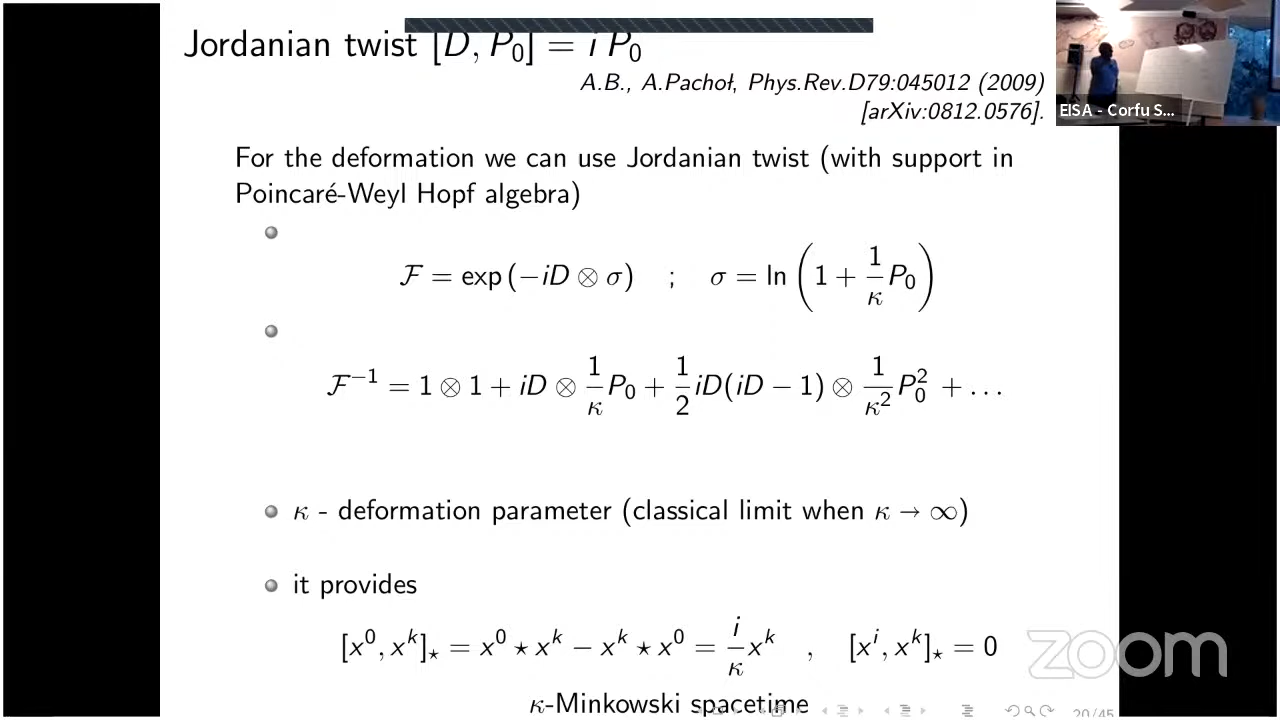 Jordanian twist [D, P₀] = i P₀
A.B., A.Pachoł, Phys.Rev.D79:045012 (2009)
[arXiv:0812.0576].
EISA - Corfu S...
For the deformation we can use Jordanian twist (with support in
Poincaré-Weyl Hopf algebra)
ℱ = exp (−iD ⊗ σ) ; σ = ln (1 + 1/κ P₀)
ℱ⁻¹ = 1 ⊗ 1 + iD ⊗ 1/κ P₀ + 1/2 iD(iD − 1) ⊗ 1/κ² P₀² + . . .
κ - deformation parameter (classical limit when κ → ∞)
it provides
[x⁰, xᵏ]⋆ = x⁰ ⋆ xᵏ − xᵏ ⋆ x⁰ = i/κ xᵏ , [xⁱ, xᵏ]⋆ = 0
zoom
κ-Minkowski spacetime
20/45